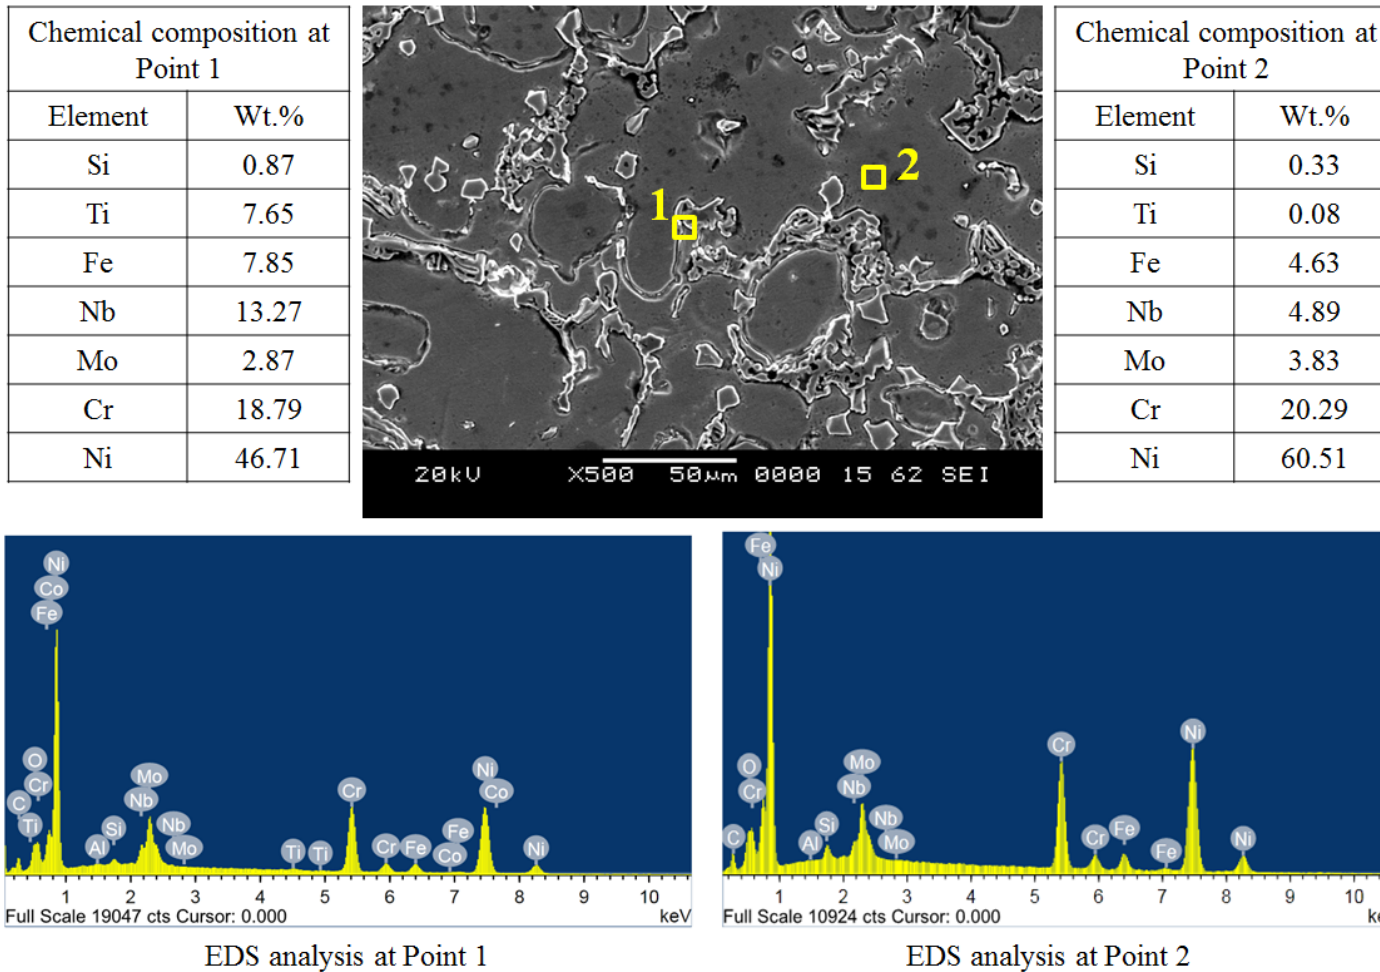 Chemical composition at
Point 1
Element Wt.%
Si 0.87
Ti 7.65
Fe 7.85
Nb 13.27
Mo 2.87
Cr 18.79
Ni 46.71
1
2
20kV X500 50µm 0000 15 62 SEI
Chemical composition at
Point 2
Element Wt.%
Si 0.33
Ti 0.08
Fe 4.63
Nb 4.89
Mo 3.83
Cr 20.29
Ni 60.51
Ni
Co
Fe
O
Cr
C
Ti
Al
Si
Mo
Nb
Nb
Mo
Ti
Ti
Cr
Cr
Fe
Fe
Co
Ni
Co
Ni
1 2 3 4 5 6 7 8 9 10
Full Scale 19047 cts Cursor: 0.000 keV
EDS analysis at Point 1
Fe
Ni
O
Cr
C
Al
Si
Mo
Nb
Nb
Mo
Cr
Cr
Fe
Fe
Ni
Ni
1 2 3 4 5 6 7 8 9 10
Full Scale 10924 cts Cursor: 0.000 ke
EDS analysis at Point 2